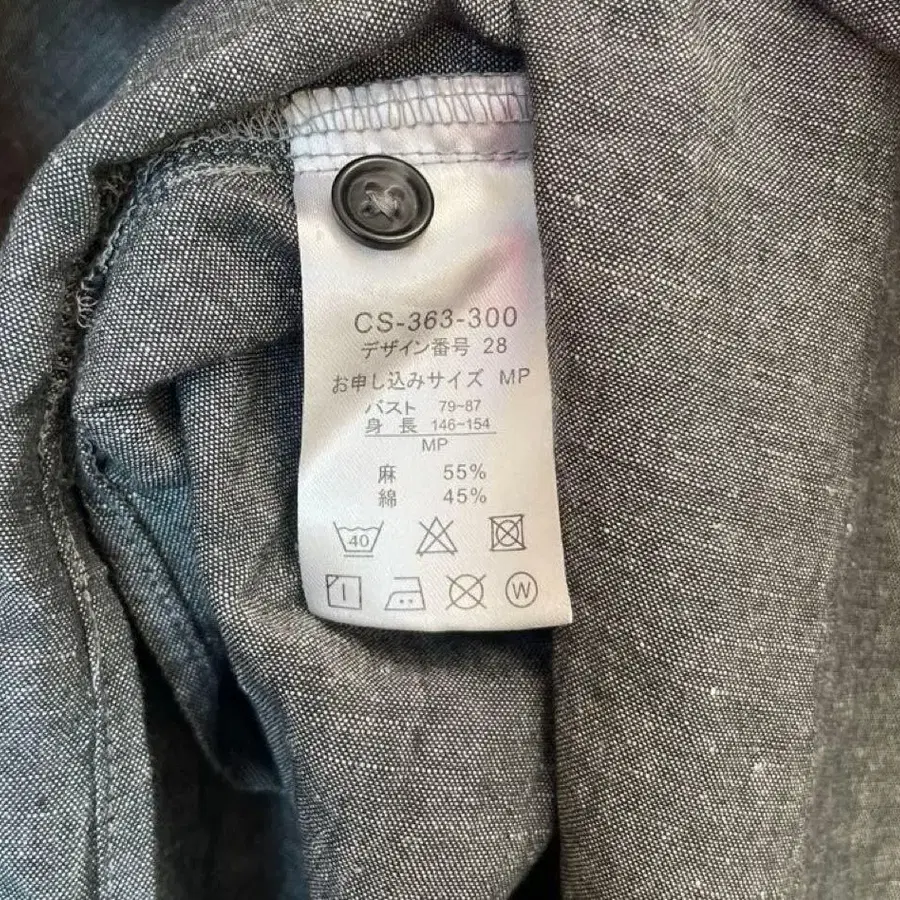 CS-363-300
デザイン番号 28
お申し込みサイズ MP
バスト 79~87
身長 146~154
MP
麻 55%
綿 45%
40
W